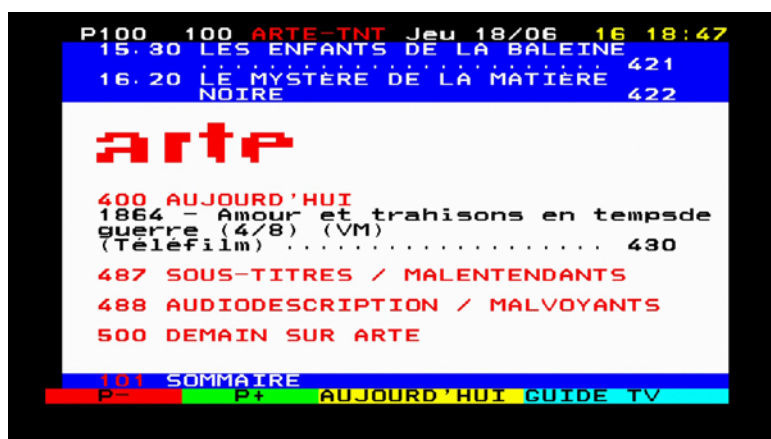 P100 100 ARTE-TNT Jeu 18/06 16 18:47
15.30 LES ENFANTS DE LA BALEINE
................................ 421
16.20 LE MYSTÈRE DE LA MATIÈRE
NOIRE 422
arte
400 AUJOURD'HUI
1864 - Amour et trahisons en tempsde
guerre (4/8) (VM)
(Téléfilm) ................... 430
487 SOUS-TITRES / MALENTENDANTS
488 AUDIODESCRIPTION / MALVOYANTS
500 DEMAIN SUR ARTE
101 SOMMAIRE
P- P+ AUJOURD'HUI GUIDE TV